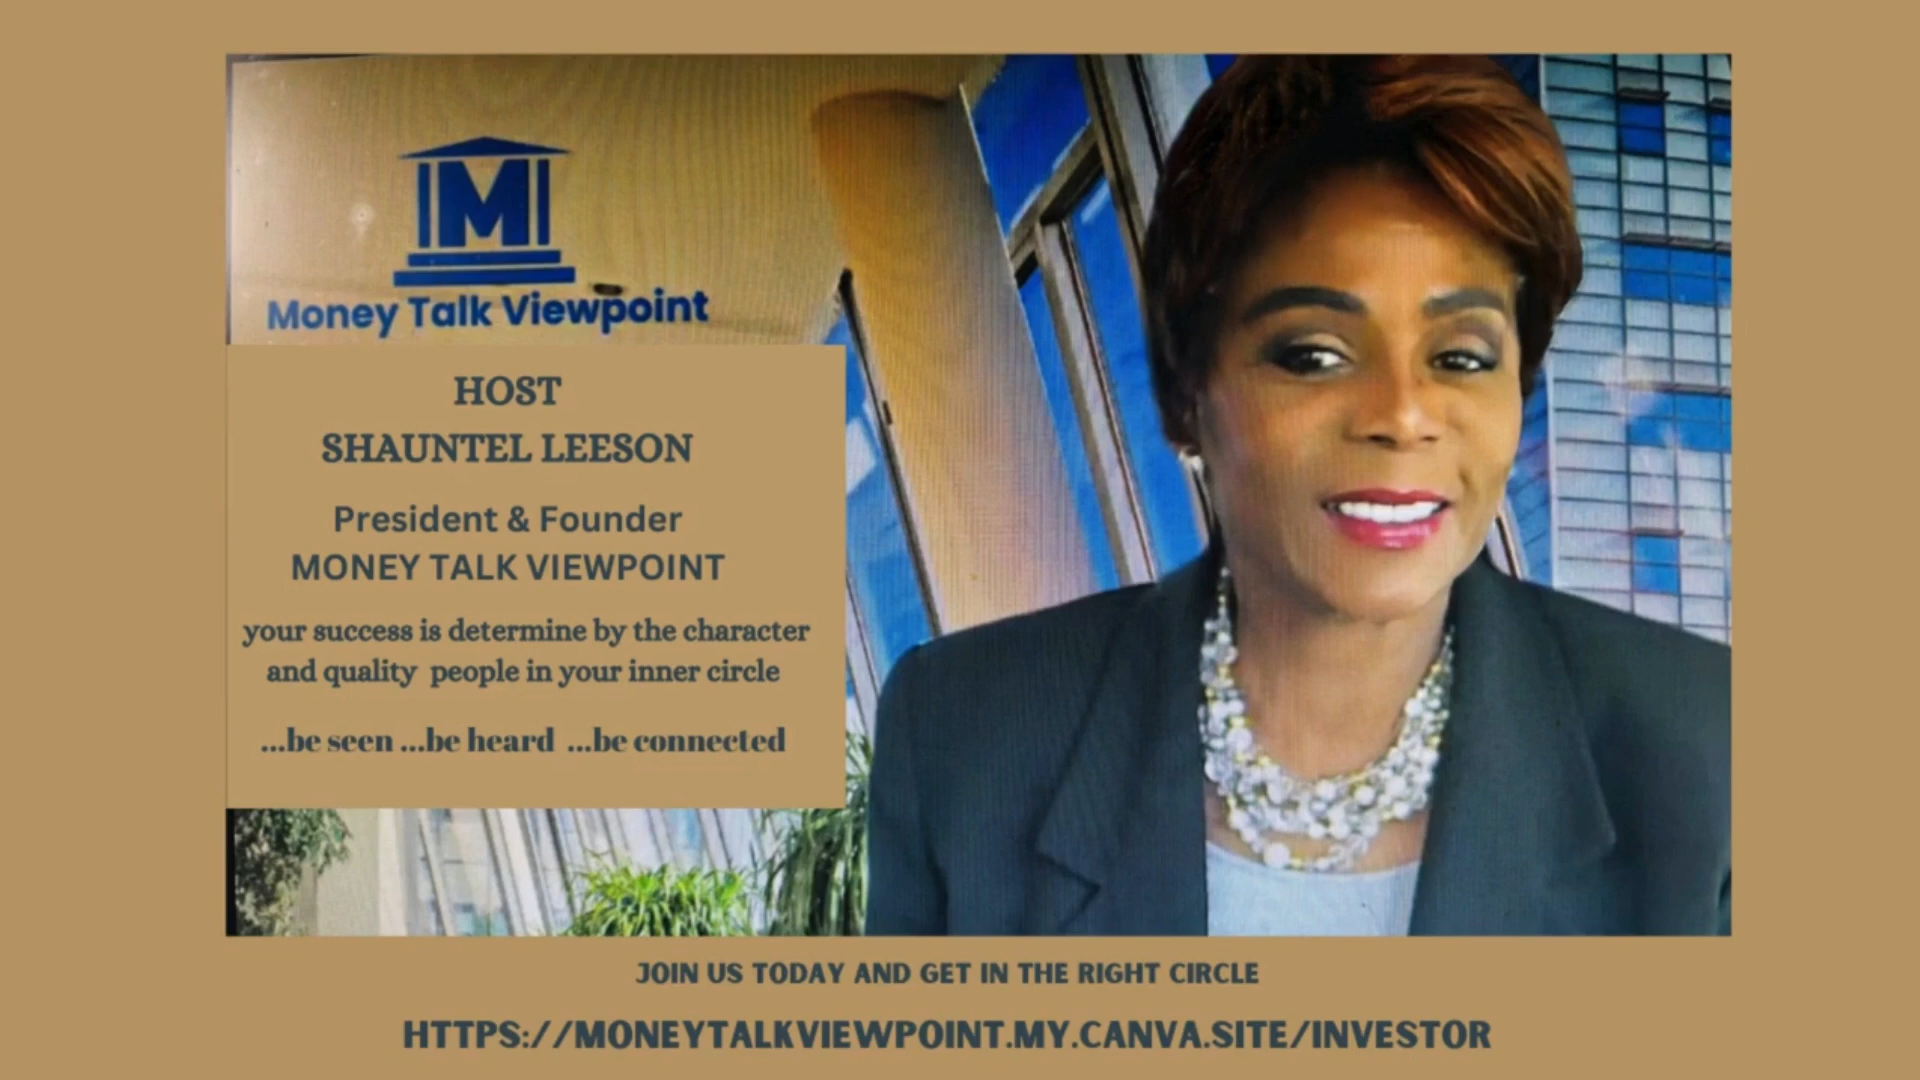 M
Money Talk Viewpoint
HOST
SHAUNTEL LEESON
President & Founder
MONEY TALK VIEWPOINT
your success is determine by the character
and quality people in your inner circle
...be seen ...be heard ...be connected
JOIN US TODAY AND GET IN THE RIGHT CIRCLE
HTTPS://MONEYTALKVIEWPOINT.MY.CANVA.SITE/INVESTOR